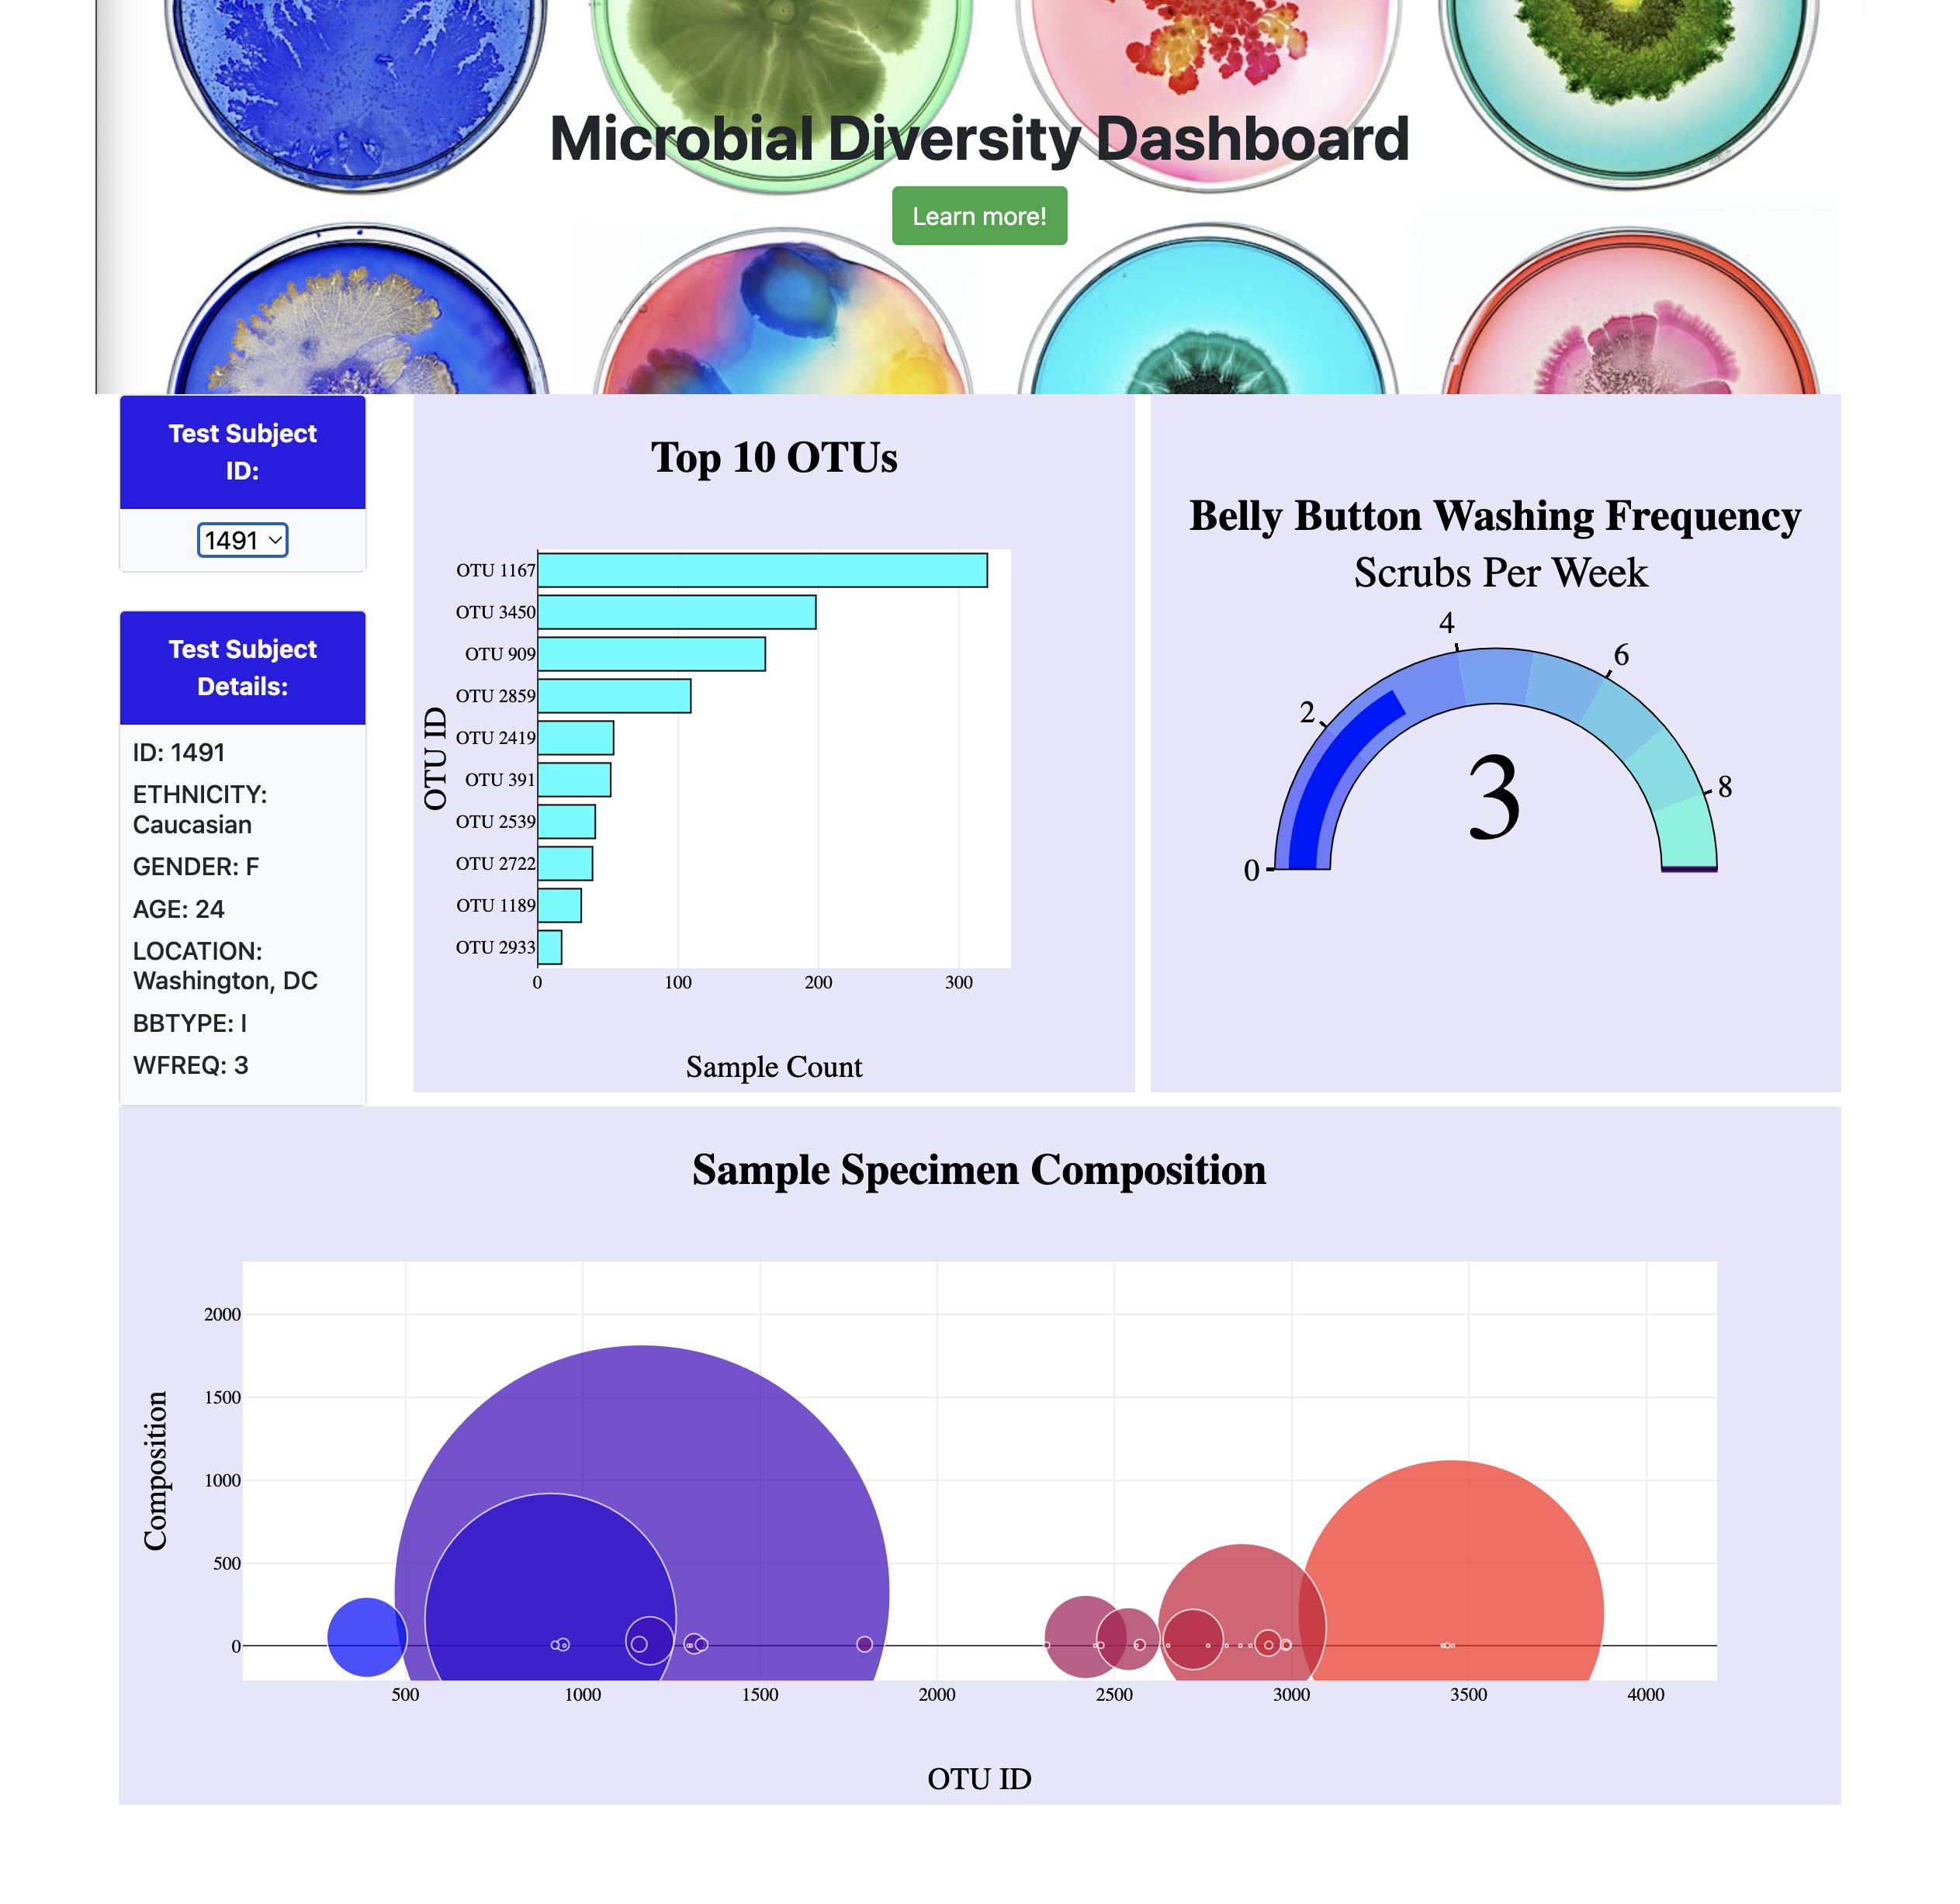 Microbial Diversity Dashboard
Learn more!
Test Subject
ID:
1491
Test Subject
Details:
ID: 1491
ETHNICITY:
Caucasian
GENDER: F
AGE: 24
LOCATION:
Washington, DC
BBTYPE: I
WFREQ: 3
Top 10 OTUs
OTU ID
OTU 1167
OTU 3450
OTU 909
OTU 2859
OTU 2419
OTU 391
OTU 2539
OTU 2722
OTU 1189
OTU 2933
0 100 200 300
Sample Count
Belly Button Washing Frequency
Scrubs Per Week
0
2
4
6
8
3
Sample Specimen Composition
Composition
2000
1500
1000
500
0
500 1000 1500 2000 2500 3000 3500 4000
OTU ID